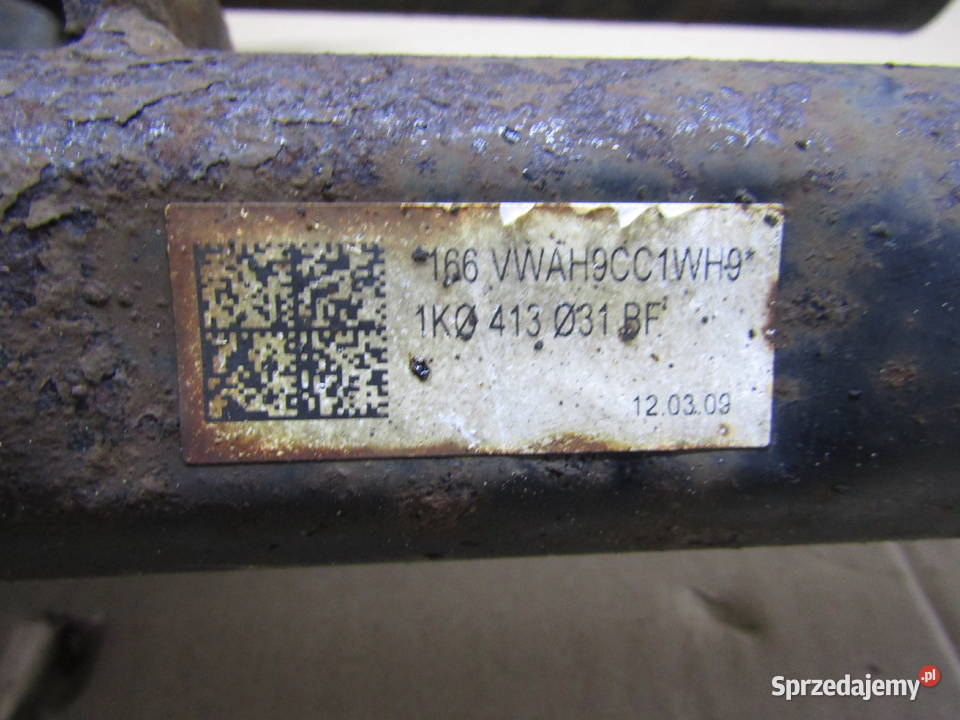 *166 VWAH9CC1WH9*
1KØ 413 Ø31 BF
12.03.09
Sprzedajemy.pl